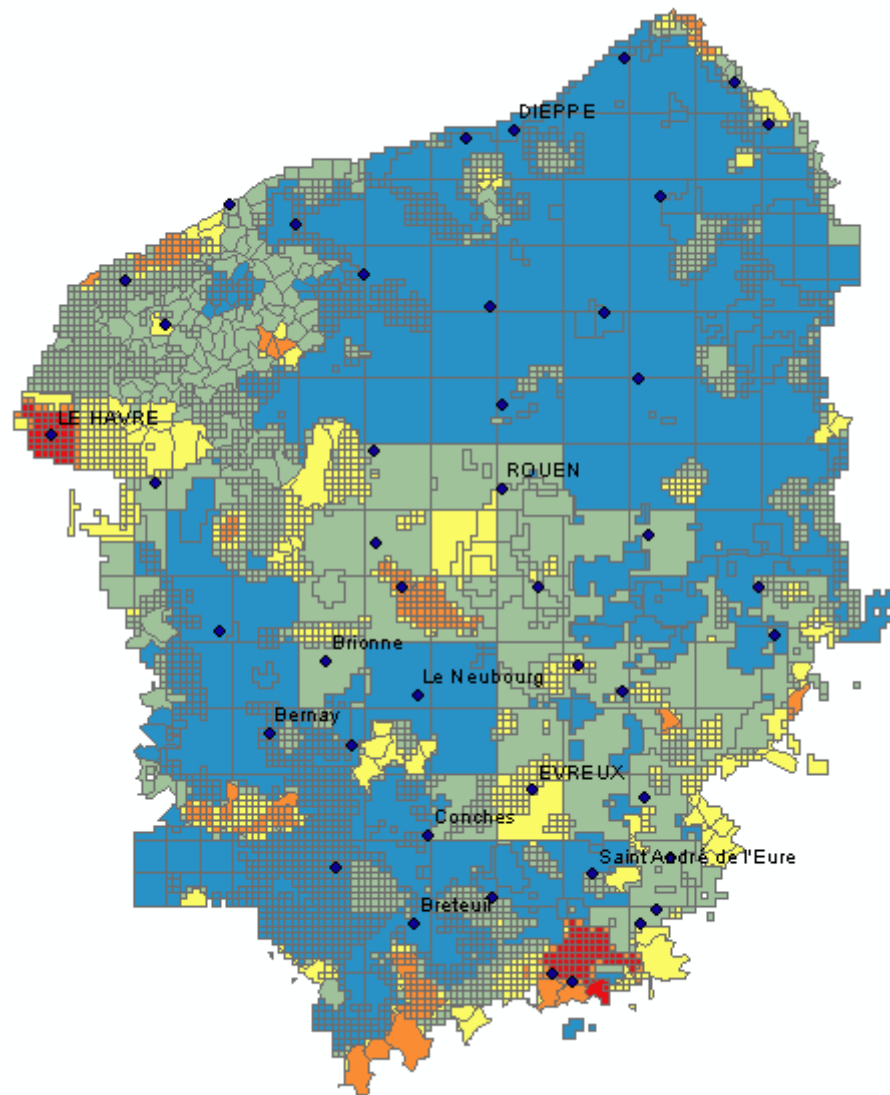 DIEPPE
LE HAVRE
ROUEN
Brionne
Le Neubourg
Bernay
EVREUX
Conches
Saint André de l'Eure
Breteuil